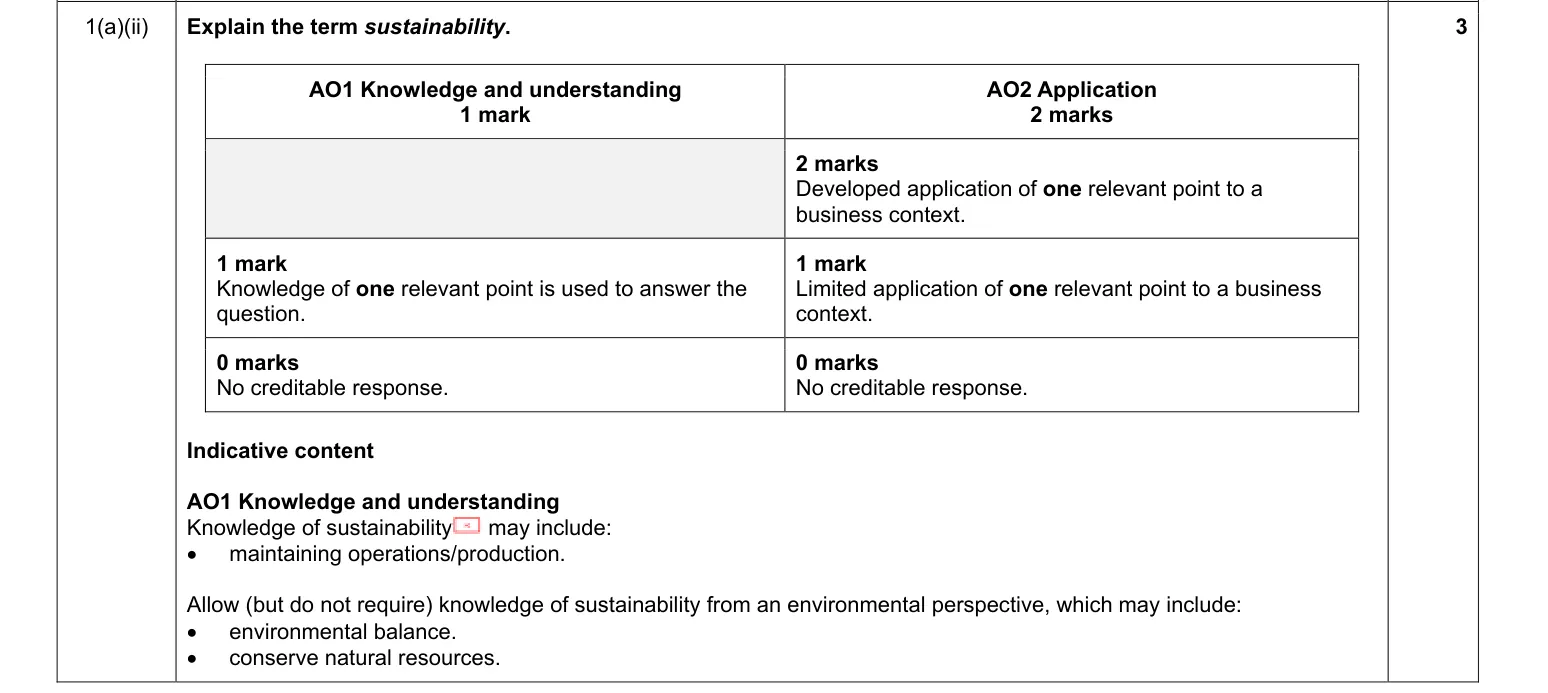 1(a)(ii)
Explain the term sustainability.
3
AO1 Knowledge and understanding
1 mark
AO2 Application
2 marks
2 marks
Developed application of one relevant point to a
business context.
1 mark
Knowledge of one relevant point is used to answer the
question.
1 mark
Limited application of one relevant point to a business
context.
0 marks
No creditable response.
0 marks
No creditable response.
Indicative content
AO1 Knowledge and understanding
Knowledge of sustainability may include:
• maintaining operations/production.
Allow (but do not require) knowledge of sustainability from an environmental perspective, which may include:
• environmental balance.
• conserve natural resources.